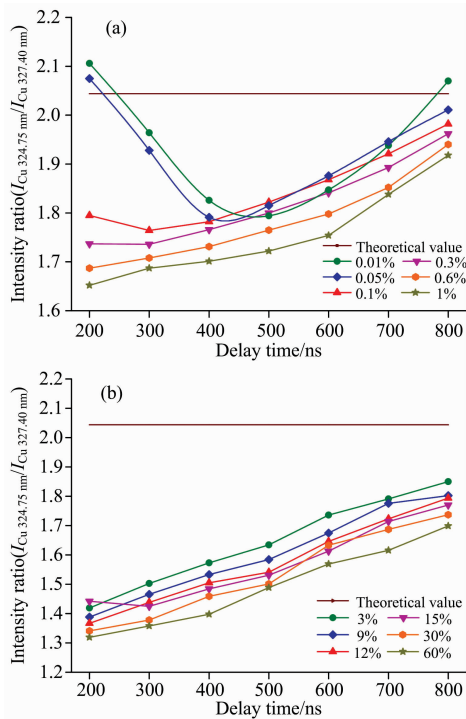 (a)
Intensity ratio(I Cu 324.75 nm/I Cu 327.40 nm)
2.2
2.1
2.0
1.9
1.8
1.7
1.6
Theoretical value
0.01% 0.3%
0.05% 0.6%
0.1% 1%
200 300 400 500 600 700 800
Delay time/ns
(b)
Intensity ratio(I Cu 324.75 nm/I Cu 327.40 nm)
2.2
2.1
2.0
1.9
1.8
1.7
1.6
1.5
1.4
1.3
1.2
Theoretical value
3% 15%
9% 30%
12% 60%
200 300 400 500 600 700 800
Delay time/ns